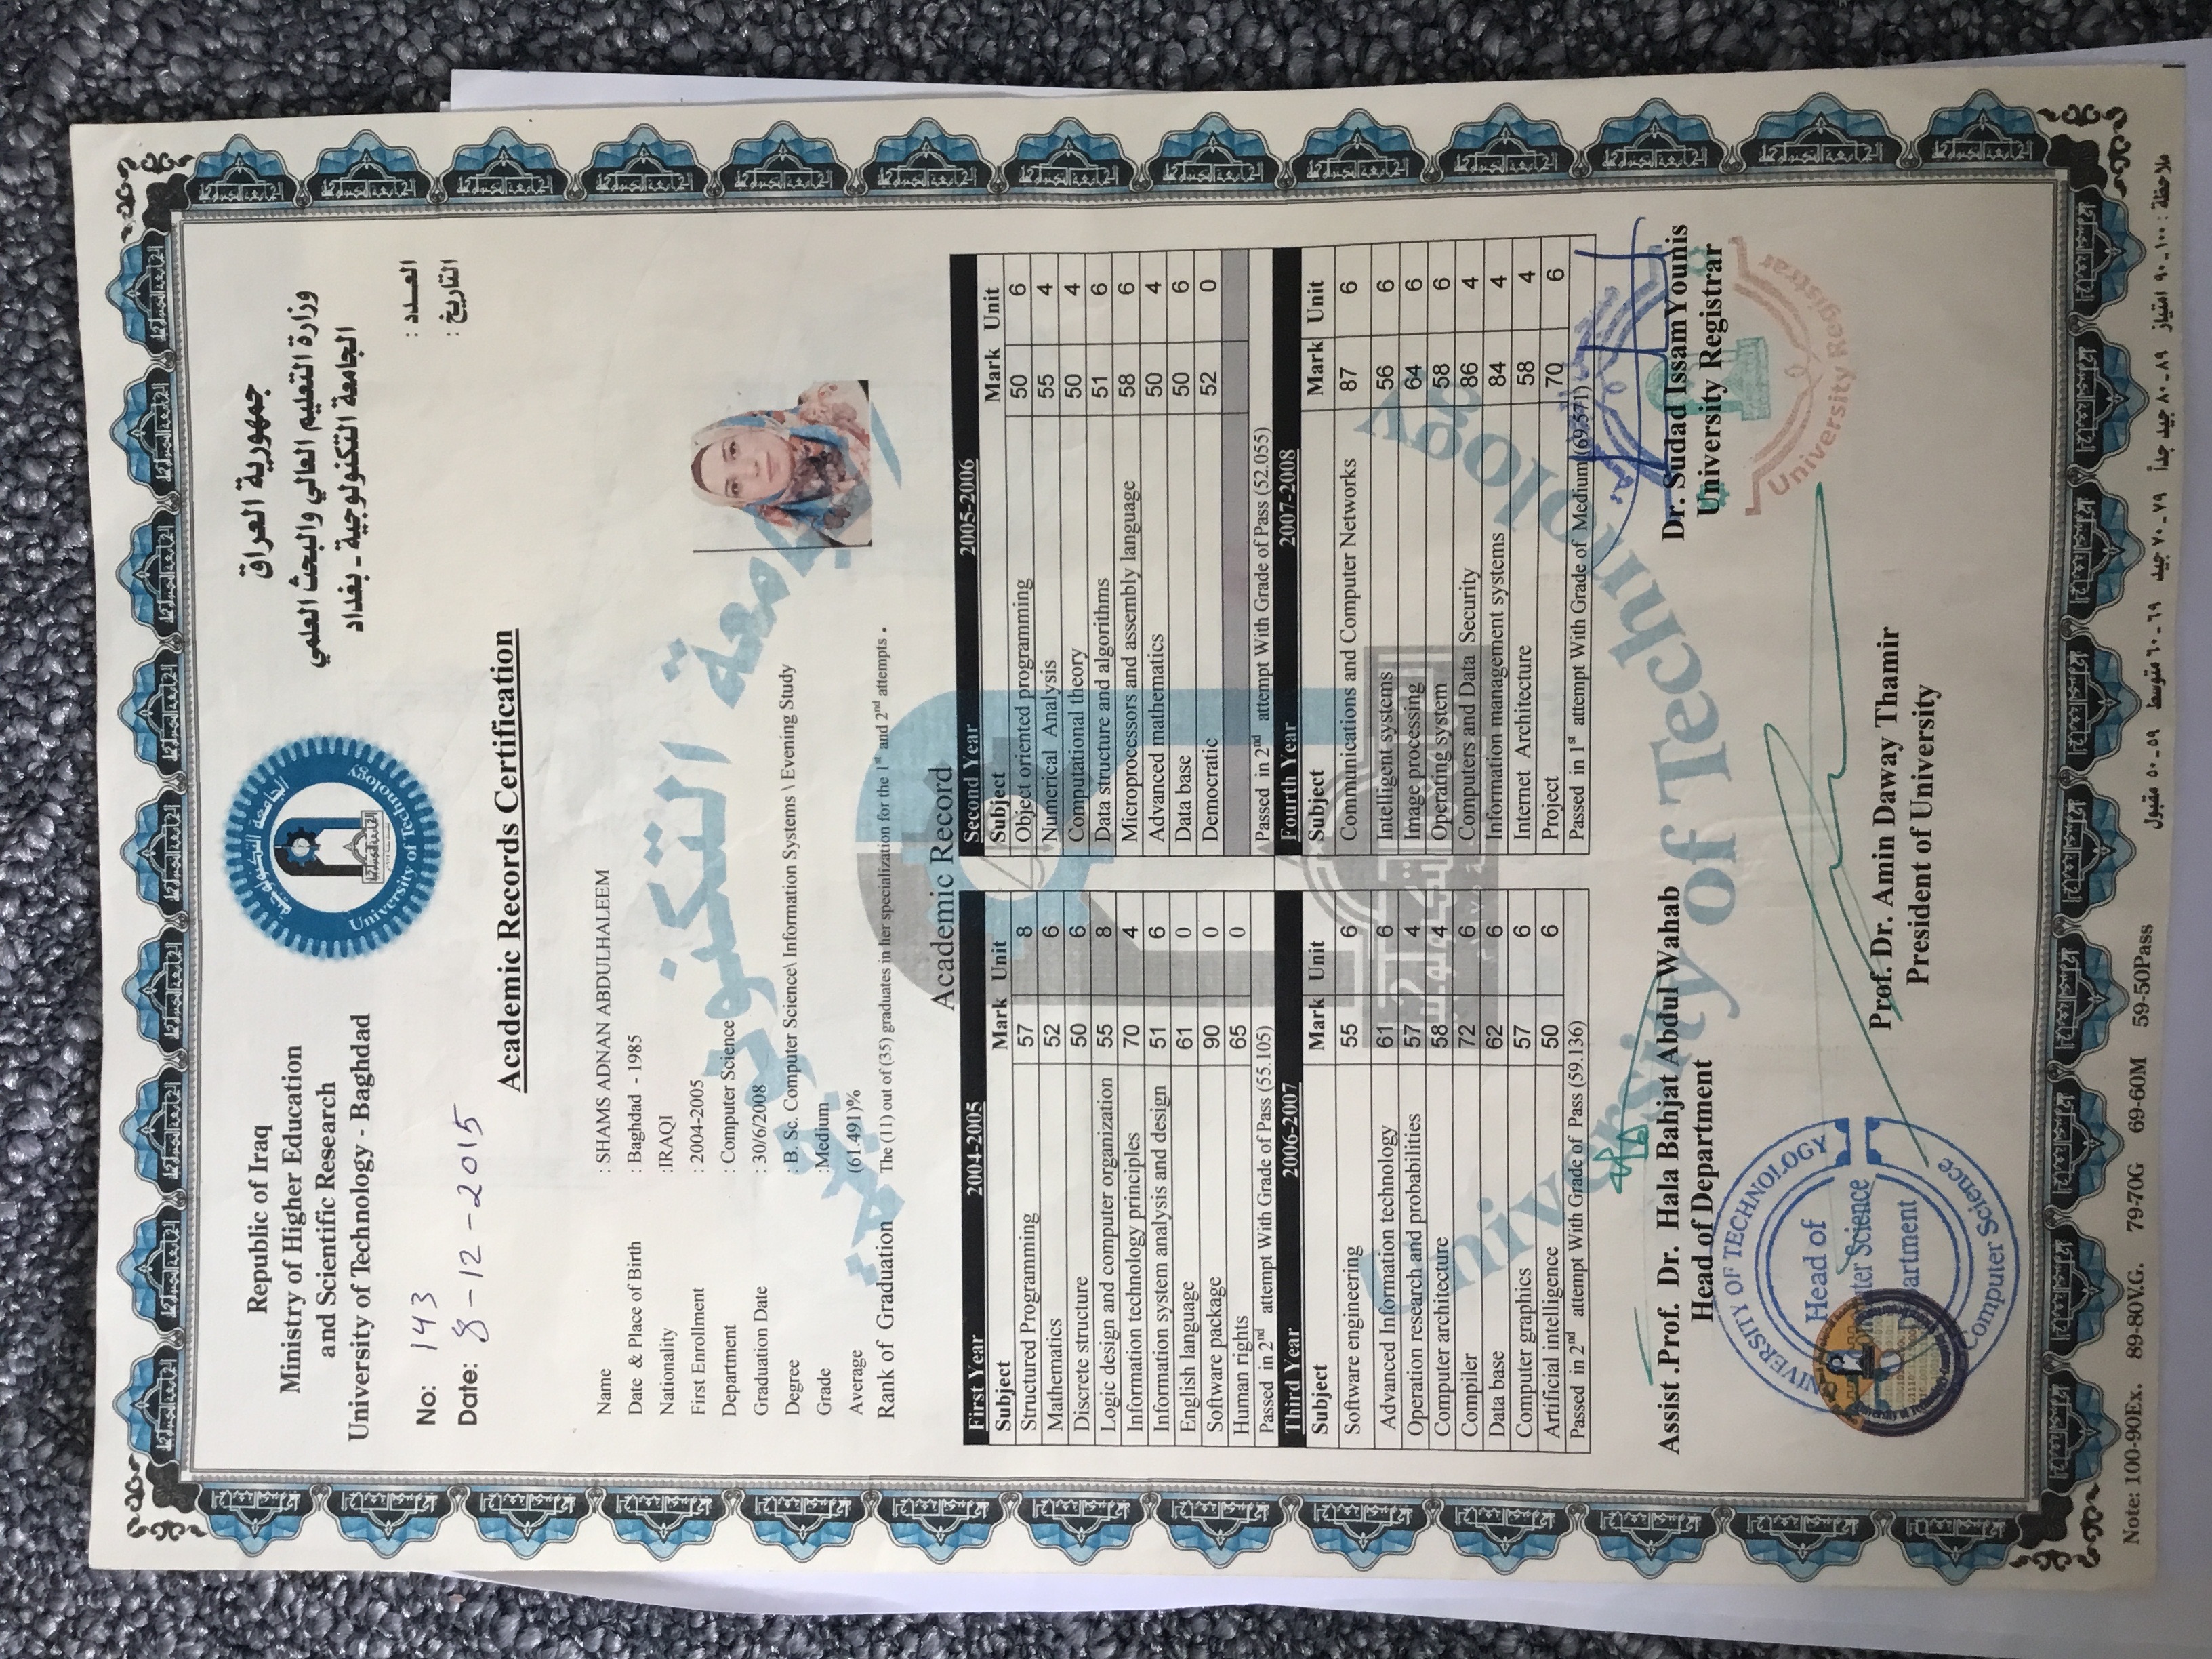 Republic of Iraq
Ministry of Higher Education
and Scientific Research
University of Technology - Baghdad
جمهورية العراق
وزارة التعليم العالي والبحث العلمي
الجامعة التكنولوجية ـ بغداد
الجامعة التكنولوجية
University of Technology
No: 143
Date: 8-12-2015
العـــدد :
التاريخ :
Academic Records Certification
Name : SHAMS ADNAN ABDULHALEEM
Date & Place of Birth : Baghdad - 1985
Nationality :IRAQI
First Enrollment : 2004-2005
Department : Computer Science
Graduation Date : 30/6/2008
Degree : B. Sc. Computer Science\ Information Systems \ Evening Study
Grade :Medium
Average (61.491)%
Rank of Graduation The (11) out of (35) graduates in her specialization for the 1st and 2nd attempts .
Academic Record
First Year 2004-2005
Subject Mark Unit
Structured Programming 57 8
Mathematics 52 6
Discrete structure 50 6
Logic design and computer organization 55 8
Information technology principles 70 4
Information system analysis and design 51 6
English language 61 0
Software package 90 0
Human rights 65 0
Passed in 2nd attempt With Grade of Pass (55.105)
Second Year 2005-2006
Subject Mark Unit
Object oriented programming 50 6
Numerical Analysis 55 4
Computational theory 50 4
Data structure and algorithms 51 6
Microprocessors and assembly language 58 6
Advanced mathematics 50 4
Data base 50 6
Democratic 52 0
Passed in 2nd attempt With Grade of Pass (52.055)
Third Year 2006-2007
Subject Mark Unit
Software engineering 55 6
Advanced Information technology 61 6
Operation research and probabilities 57 4
Computer architecture 58 4
Compiler 72 6
Data base 62 6
Computer graphics 57 6
Artificial intelligence 50 6
Passed in 2nd attempt With Grade of Pass (59.136)
Fourth Year 2007-2008
Subject Mark Unit
Communications and Computer Networks 87 6
Intelligent systems 56 6
Image processing 64 6
Operating system 58 6
Computers and Data Security 86 4
Information management systems 84 4
Internet Architecture 58 4
Project 70 6
Passed in 1st attempt With Grade of Medium (69.571)
الجامعة التكنولوجية
University of Technology
Assist .Prof. Dr. Hala Bahjat Abdul Wahab
Head of Department
Dr. Sudad IssamYounis
University Registrar
University Registrar
UNIVERSITY OF TECHNOLOGY
Head of
Computer Science
Department
Computer Science
Prof. Dr. Amin Daway Thamir
President of University
Note: 100-90Ex. 89-80V.G. 79-70G 69-60M 59-50Pass
ملاحظة : ١٠٠ـ٩٠ امتياز ٨٩ـ٨٠ جيد جداً ٧٩ـ٧٠ جيد ٦٩ـ٦٠ متوسط ٥٩ـ٥٠ مقبول